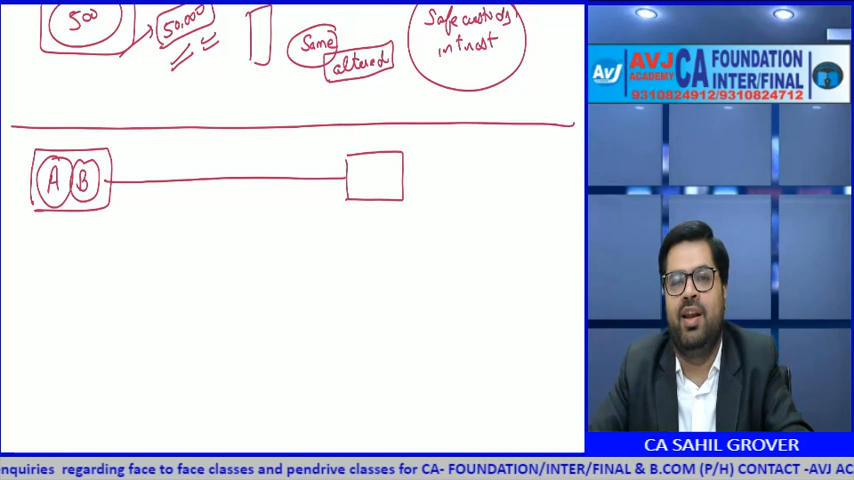 500
50,000
Same
altered
Safe custody
in trust
A B
AVJ
AVJ
ACADEMY
CA
FOUNDATION
INTER/FINAL
9310824912/9310824712
CA SAHIL GROVER
enquiries regarding face to face classes and pendrive classes for CA- FOUNDATION/INTER/FINAL & B.COM (P/H) CONTACT -AVJ AC